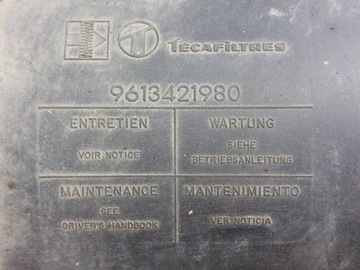 TECAFILTRES
9613421980
ENTRETIEN
VOIR NOTICE
WARTUNG
SIEHE
BETRIEBSANLEITUNG
MAINTENANCE
SEE
DRIVER'S HANDBOOK
MANTENIMIENTO
VER NOTICIA